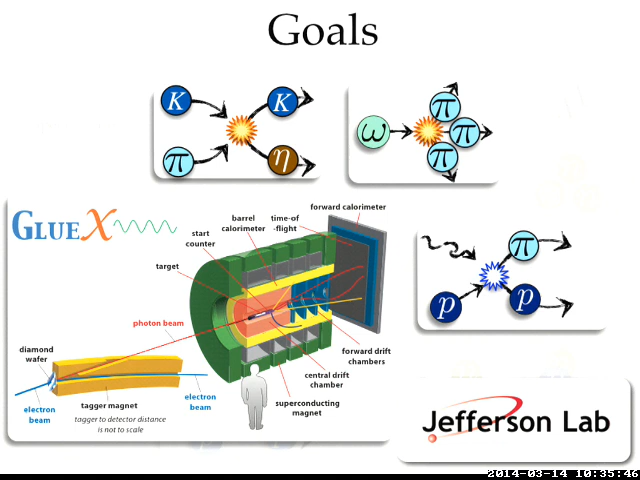 Goals
K
K
π
η
ω
π
π
π
GLUEX
forward calorimeter
barrel
calorimeter
time-of
-flight
start
counter
target
photon beam
π
p
p
diamond
wafer
forward drift
chambers
central drift
chamber
superconducting
magnet
electron
beam
tagger magnet
electron
beam
tagger to detector distance
is not to scale
Jefferson Lab
2014-03-14 10:35:46